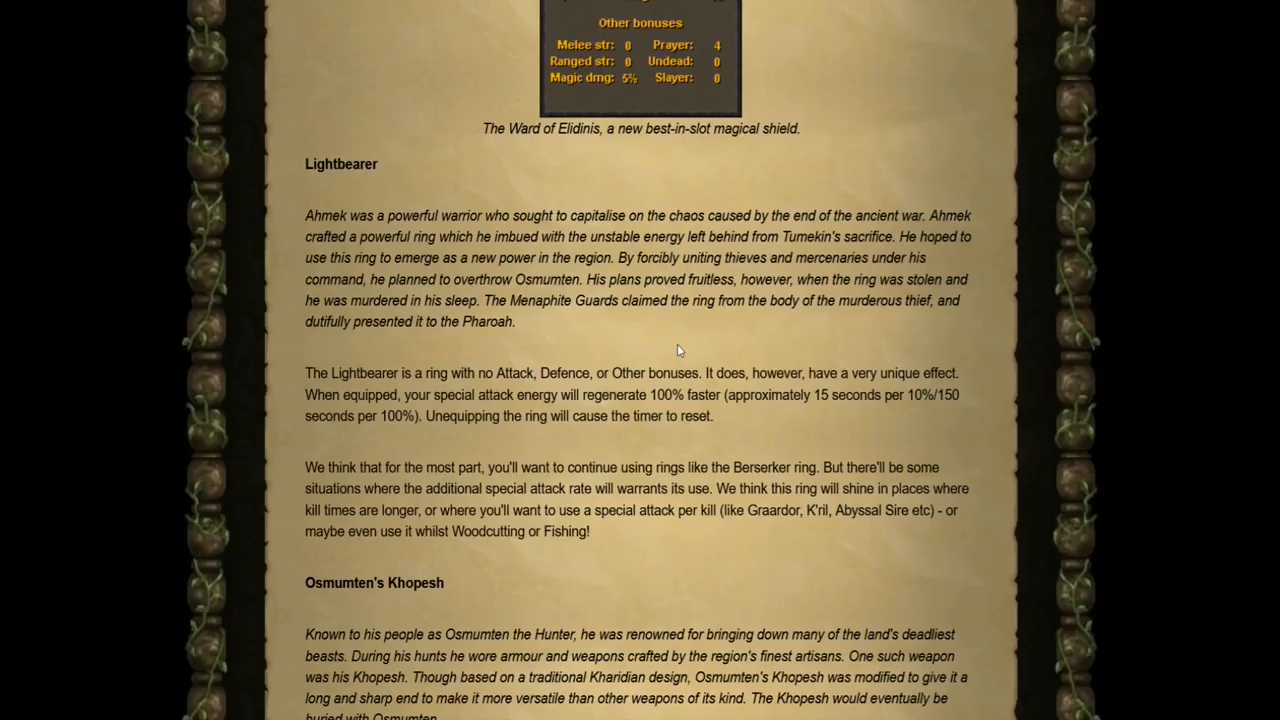 Other bonuses
Melee str: 0 Prayer: 4
Ranged str: 0 Undead: 0
Magic dmg: 5% Slayer: 0
The Ward of Elidinis, a new best-in-slot magical shield.
Lightbearer
Ahmek was a powerful warrior who sought to capitalise on the chaos caused by the end of the ancient war. Ahmek
crafted a powerful ring which he imbued with the unstable energy left behind from Tumekin's sacrifice. He hoped to
use this ring to emerge as a new power in the region. By forcibly uniting thieves and mercenaries under his
command, he planned to overthrow Osmumten. His plans proved fruitless, however, when the ring was stolen and
he was murdered in his sleep. The Menaphite Guards claimed the ring from the body of the murderous thief, and
dutifully presented it to the Pharoah.
The Lightbearer is a ring with no Attack, Defence, or Other bonuses. It does, however, have a very unique effect.
When equipped, your special attack energy will regenerate 100% faster (approximately 15 seconds per 10%/150
seconds per 100%). Unequipping the ring will cause the timer to reset.
We think that for the most part, you'll want to continue using rings like the Berserker ring. But there'll be some
situations where the additional special attack rate will warrants its use. We think this ring will shine in places where
kill times are longer, or where you'll want to use a special attack per kill (like Graardor, K'ril, Abyssal Sire etc) - or
maybe even use it whilst Woodcutting or Fishing!
Osmumten's Khopesh
Known to his people as Osmumten the Hunter, he was renowned for bringing down many of the land's deadliest
beasts. During his hunts he wore armour and weapons crafted by the region's finest artisans. One such weapon
was his Khopesh. Though based on a traditional Kharidian design, Osmumten's Khopesh was modified to give it a
long and sharp end to make it more versatile than other weapons of its kind. The Khopesh would eventually be
buried with Osmumten.